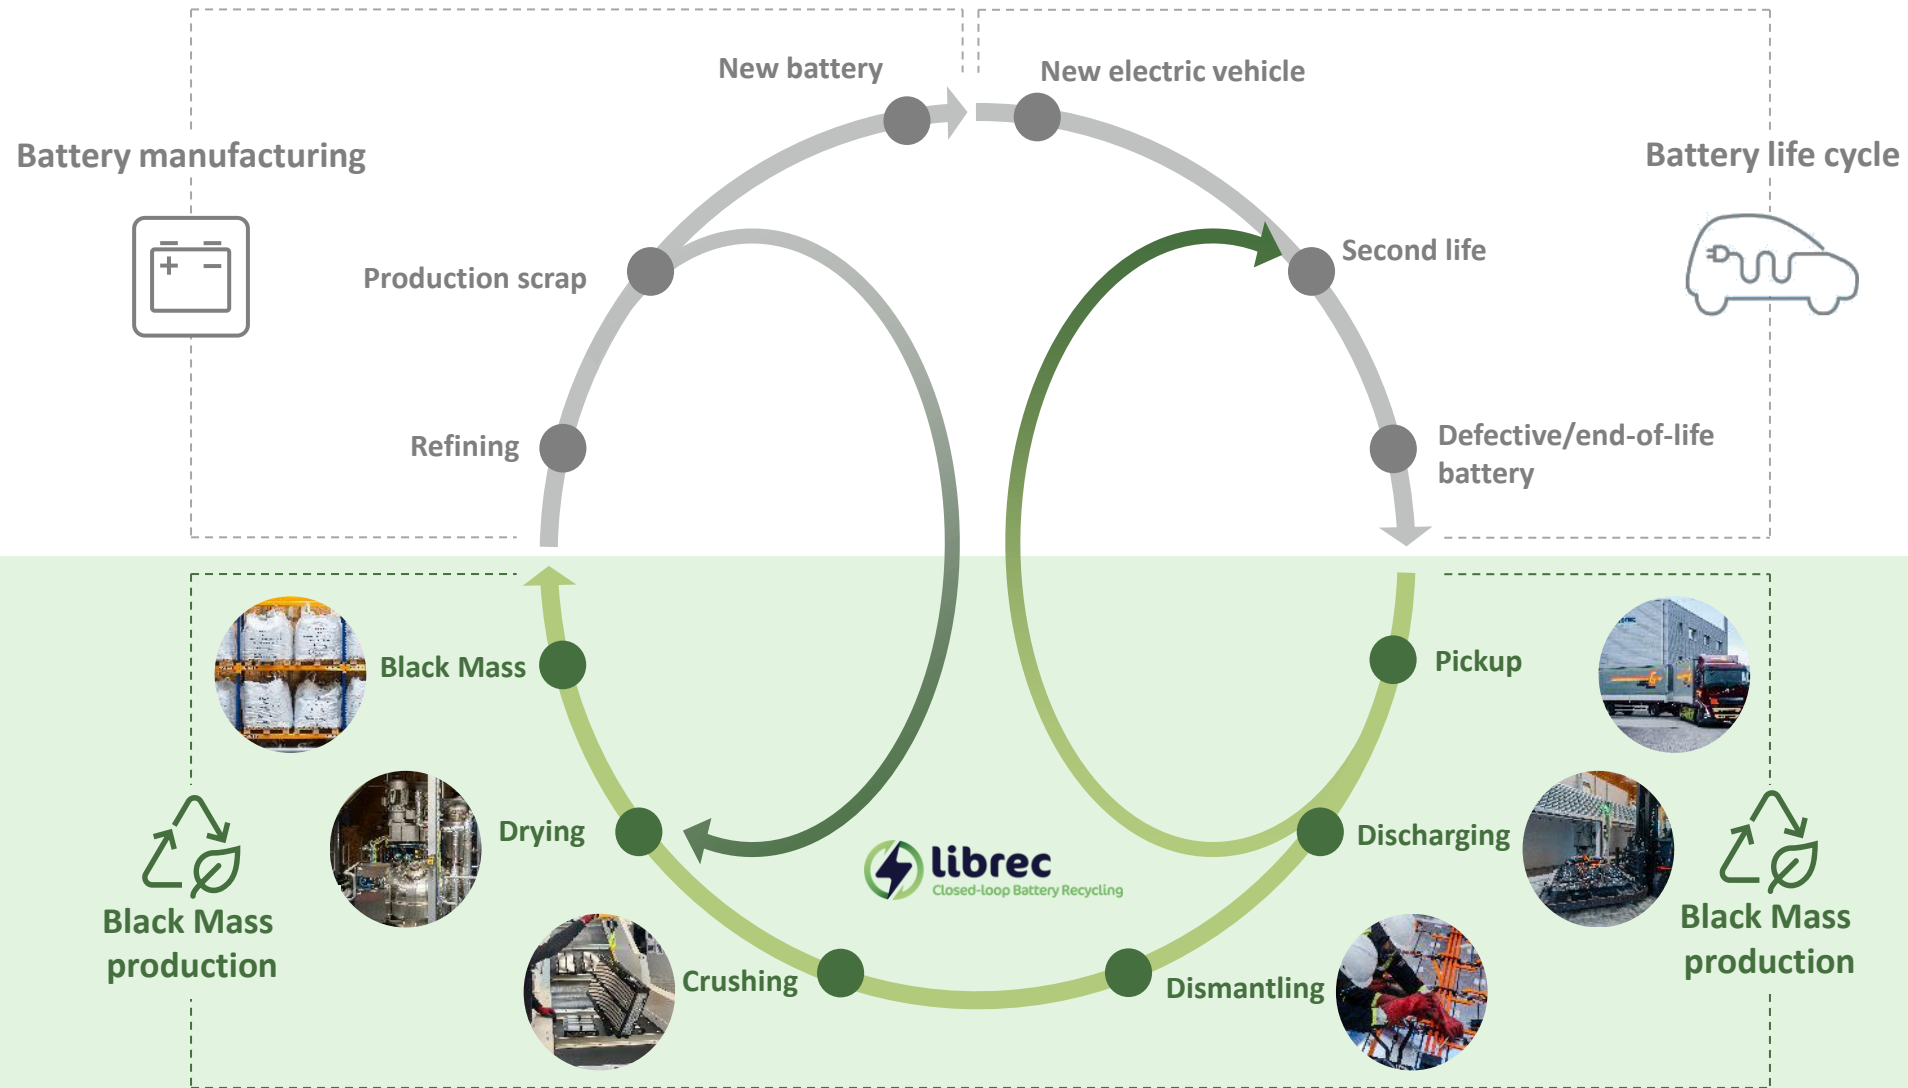 New battery
New electric vehicle
Battery manufacturing
Battery life cycle
Production scrap
Second life
Refining
Defective/end-of-life
battery
Black Mass
Pickup
Drying
Discharging
librec
Closed-loop Battery Recycling
Black Mass
production
Black Mass
production
Crushing
Dismantling